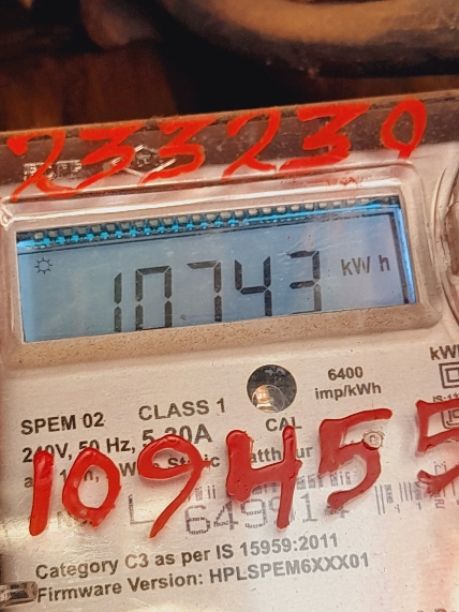 233230
10743 kWh
6400
imp/kWh
SPEM 02 CLASS 1
CAL
240V, 50 Hz, 5-30A
109455
Category C3 as per IS 15959:2011
Firmware Version: HPLSPEM6XXX01